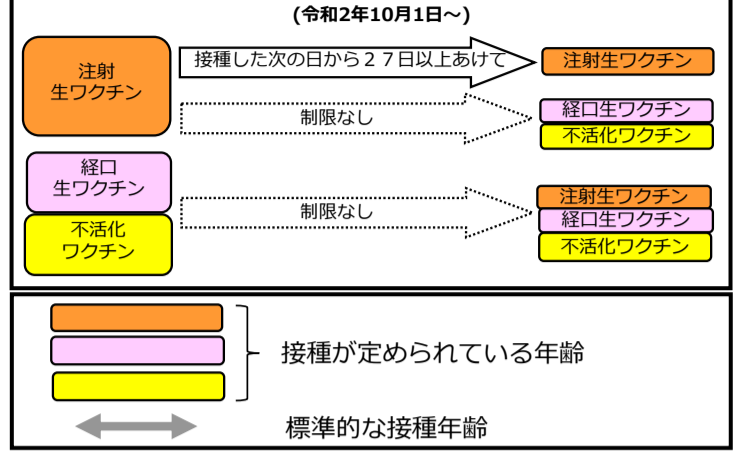 (令和2年10月1日～)
注射
生ワクチン
接種した次の日から２７日以上あけて
注射生ワクチン
制限なし
経口生ワクチン
不活化ワクチン
経口
生ワクチン
不活化
ワクチン
制限なし
注射生ワクチン
経口生ワクチン
不活化ワクチン
接種が定められている年齢
標準的な接種年齢